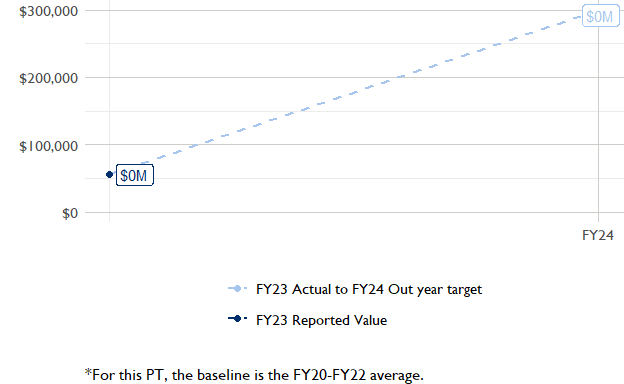 $300,000
$0M
$200,000
$100,000
$0M
$0
FY24
FY23 Actual to FY24 Out year target
FY23 Reported Value
*For this PT, the baseline is the FY20-FY22 average.